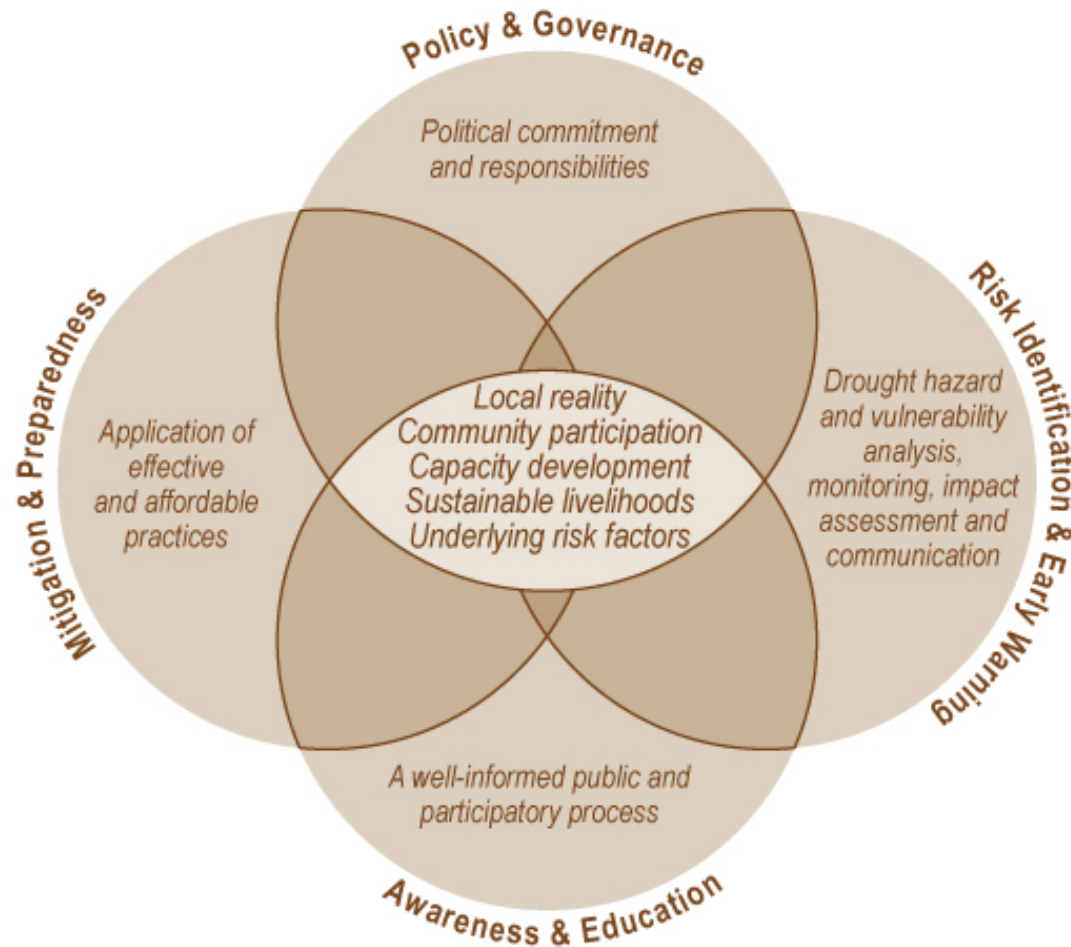 Policy & Governance
Political commitment
and responsibilities
Mitigation & Preparedness
Application of
effective
and affordable
practices
Local reality
Community participation
Capacity development
Sustainable livelihoods
Underlying risk factors
Drought hazard
and vulnerability
analysis,
monitoring, impact
assessment and
communication
Risk Identification & Early Warning
A well-informed public and
participatory process
Awareness & Education